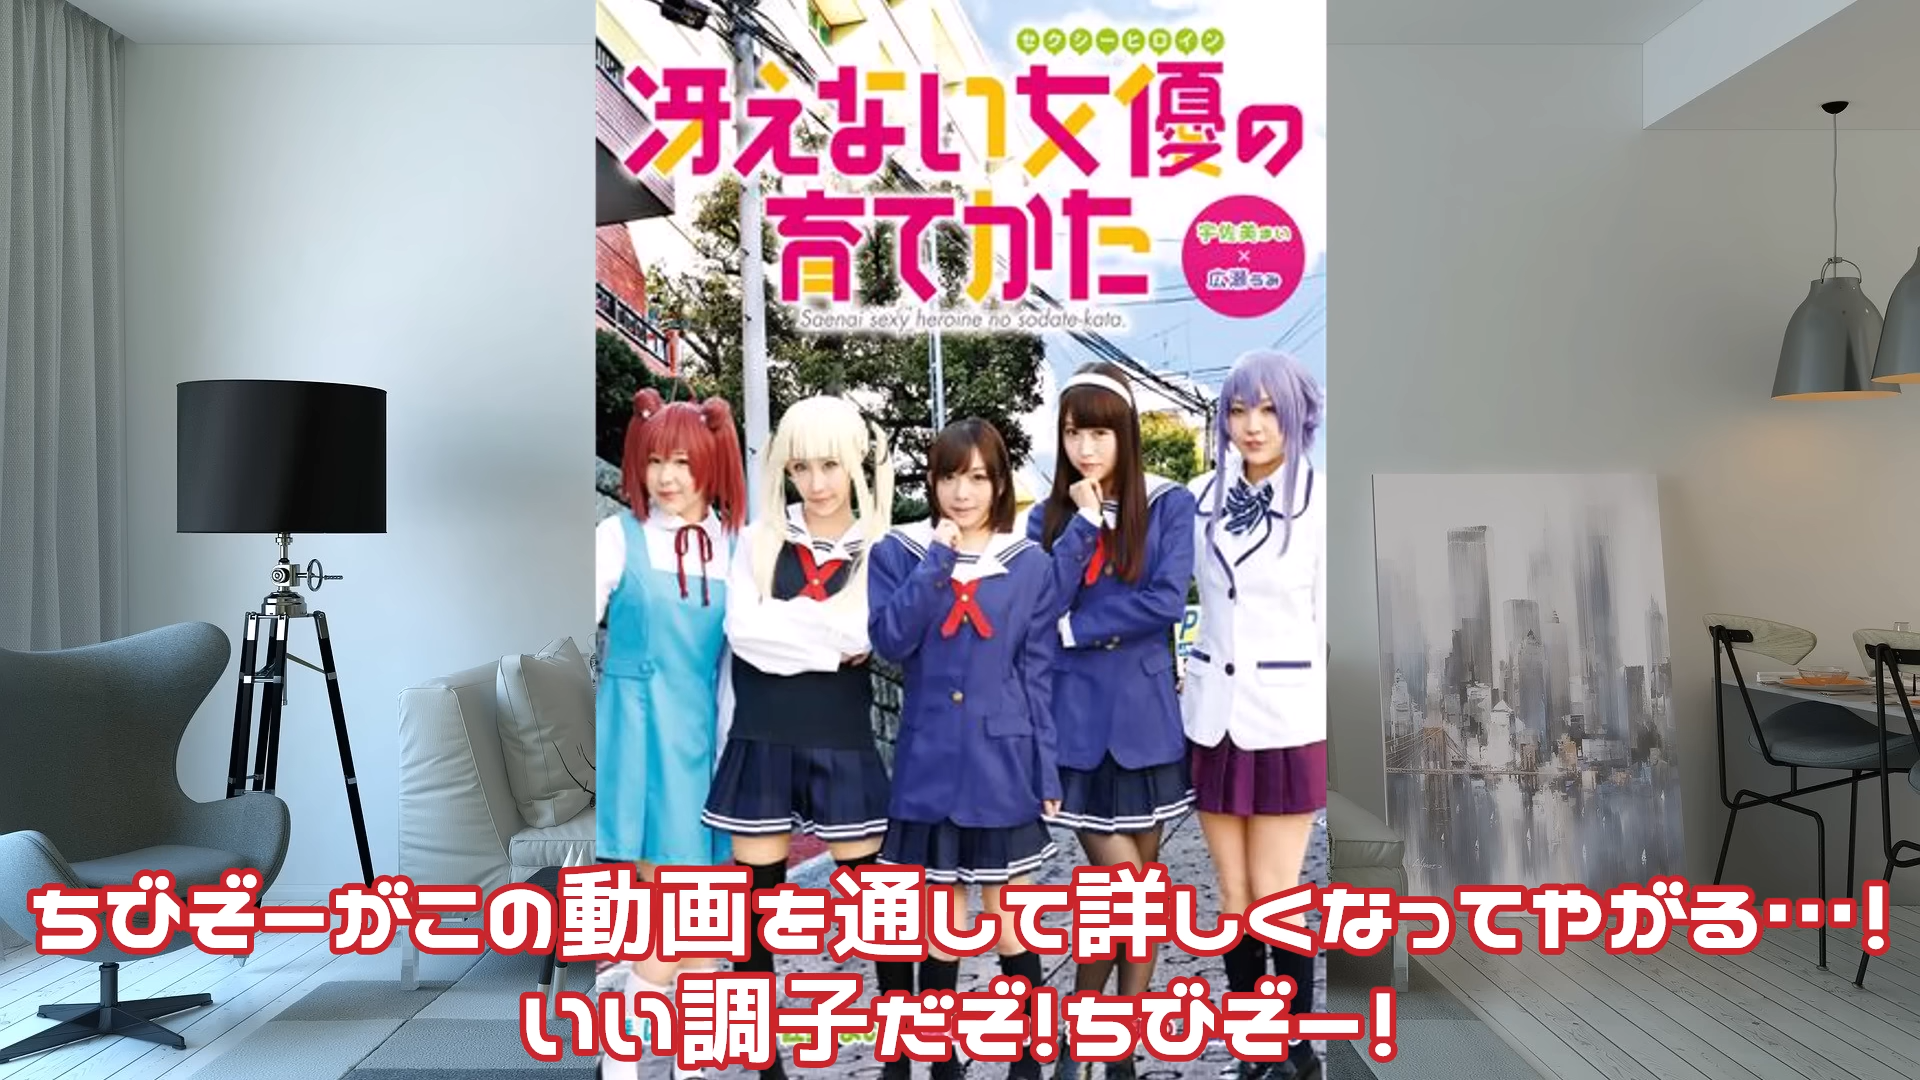 セクシーヒロイン
冴えない女優の
育てかた
宇佐美まい
×
広瀬うみ
Saenai sexy heroine no sodate-kata.
P
ちびぞーがこの動画を通して詳しくなってやがる…!
いい調子だぞ!ちびぞー!